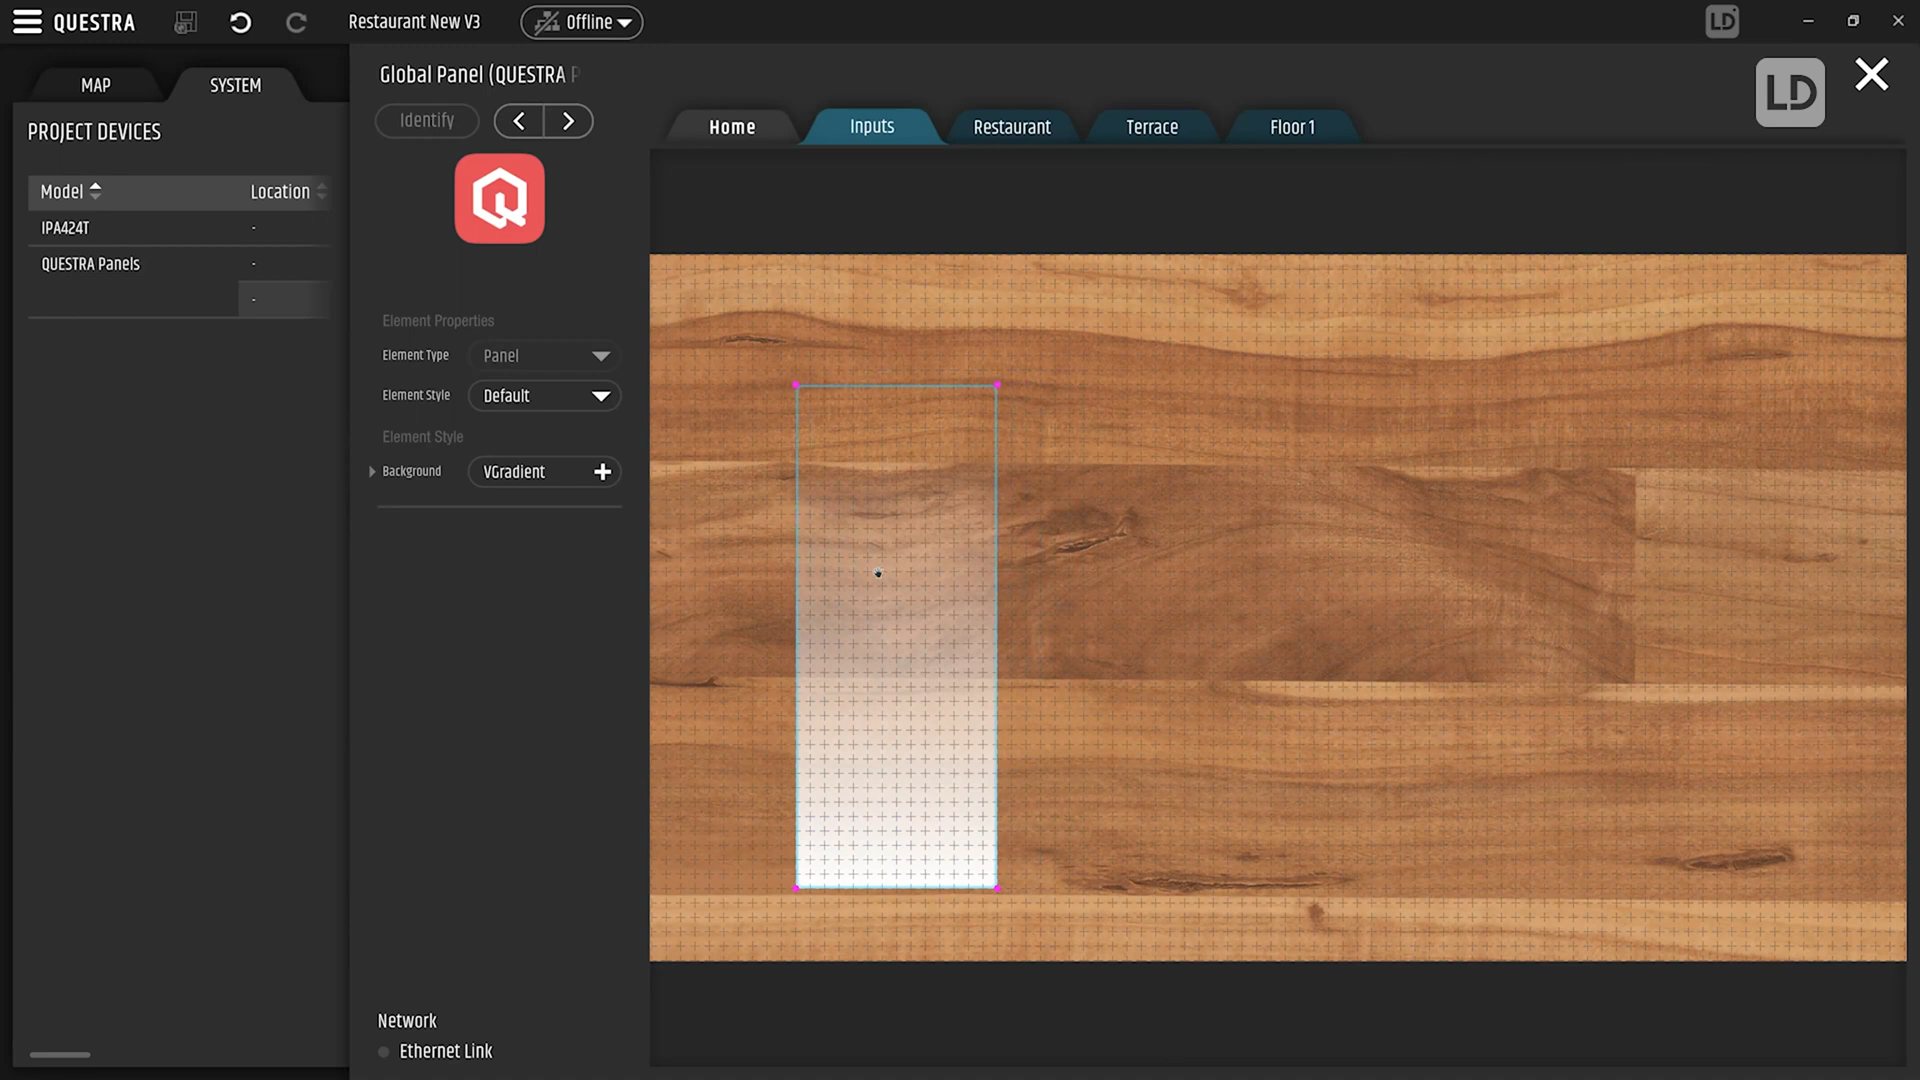 QUESTRA
Restaurant New V3
Offline
LD
MAP
SYSTEM
PROJECT DEVICES
Model
Location
IPA424T
-
QUESTRA Panels
-
-
Global Panel (QUESTRA P
Identify
Element Properties
Element Type
Panel
Element Style
Default
Element Style
Background
VGradient
Network
Ethernet Link
Home
Inputs
Restaurant
Terrace
Floor 1
LD